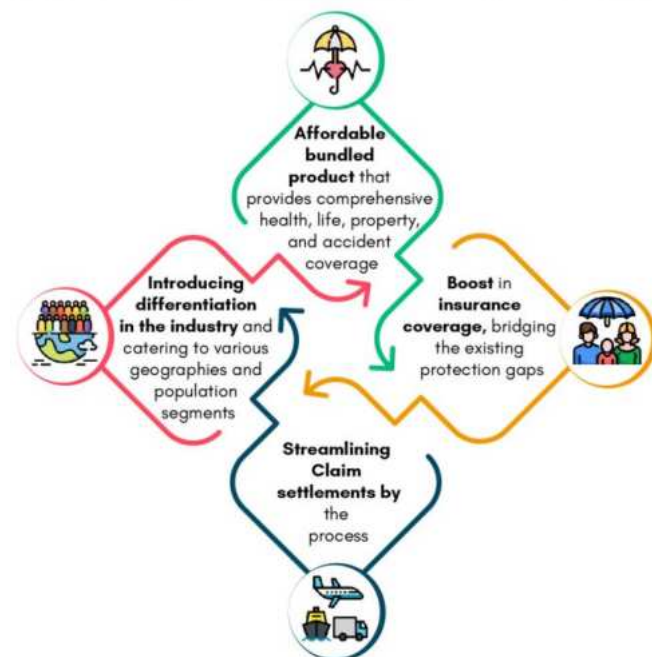 Affordable
bundled
product that
provides comprehensive
health, life, property,
and accident
coverage
Introducing
differentiation
in the industry and
catering to various
geographies and
population
segments
Boost in
insurance
coverage, bridging
the existing
protection gaps
Streamlining
Claim
settlements by
the
process